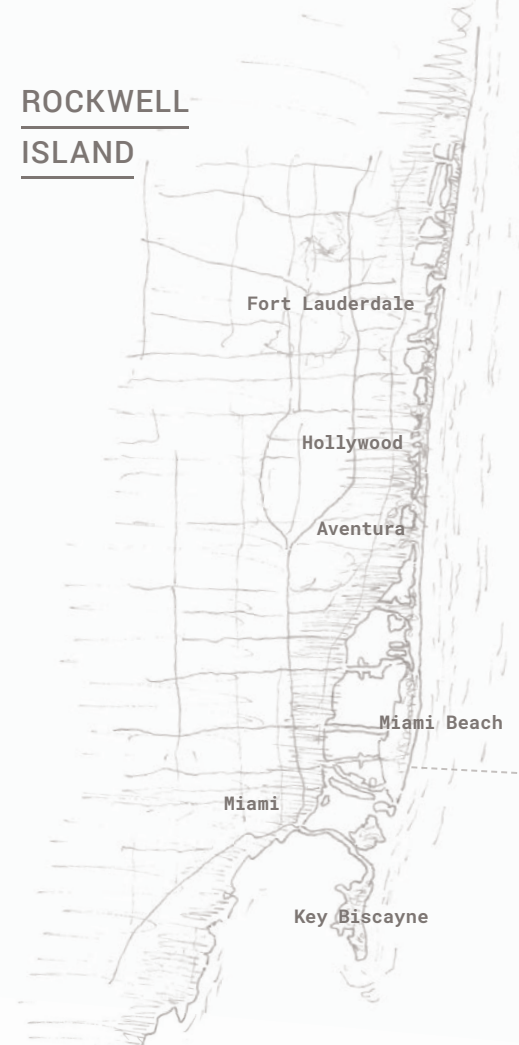 ROCKWELL
ISLAND
Fort Lauderdale
Hollywood
Aventura
Miami Beach
Miami
Key Biscayne